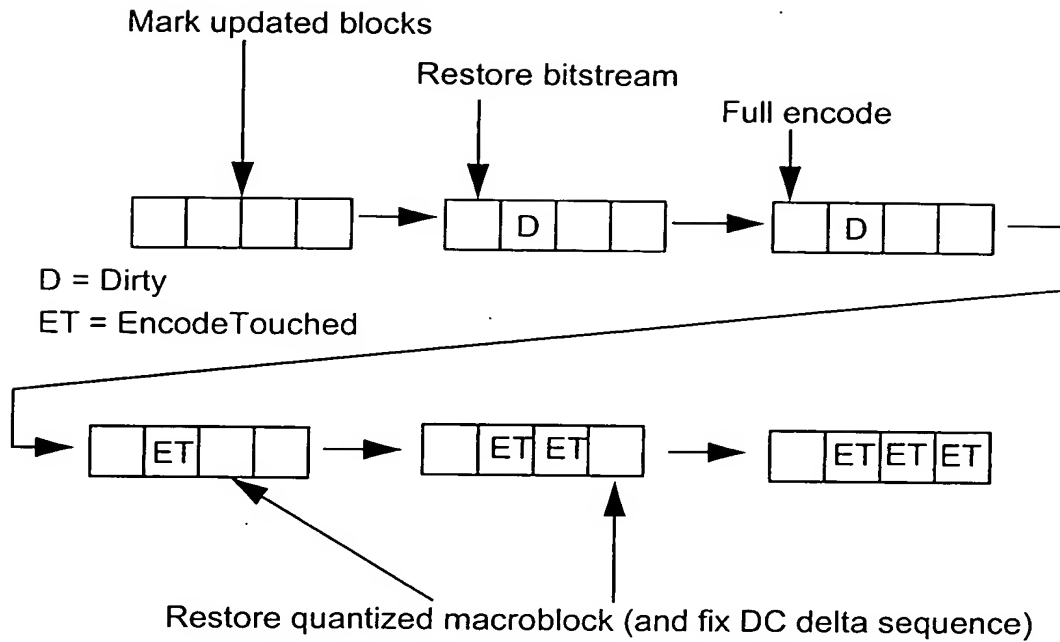 Mark updated blocks
Restore bitstream
Full encode
D
D
D = Dirty
ET = EncodeTouched
ET
ET ET
ET ET ET
Restore quantized macroblock (and fix DC delta sequence)